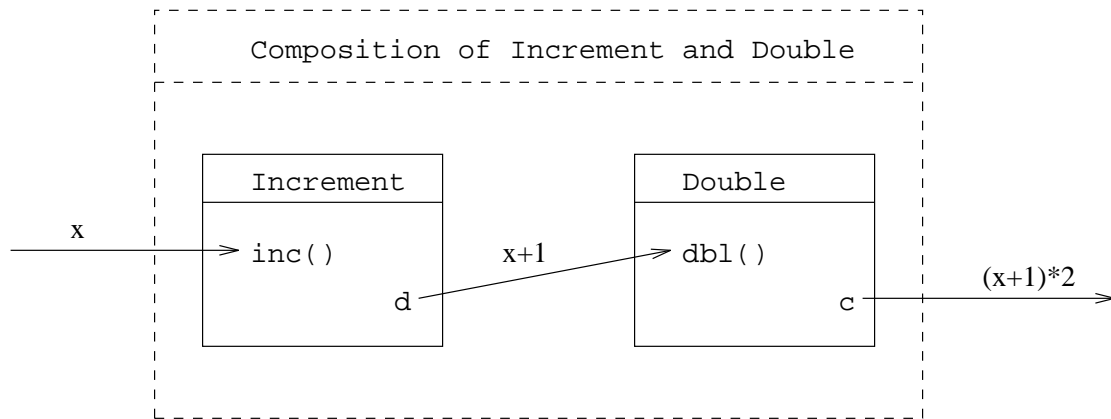 Composition of Increment and Double
Increment
Double
x
inc()
x+1
dbl()
(x+1)*2
d
c